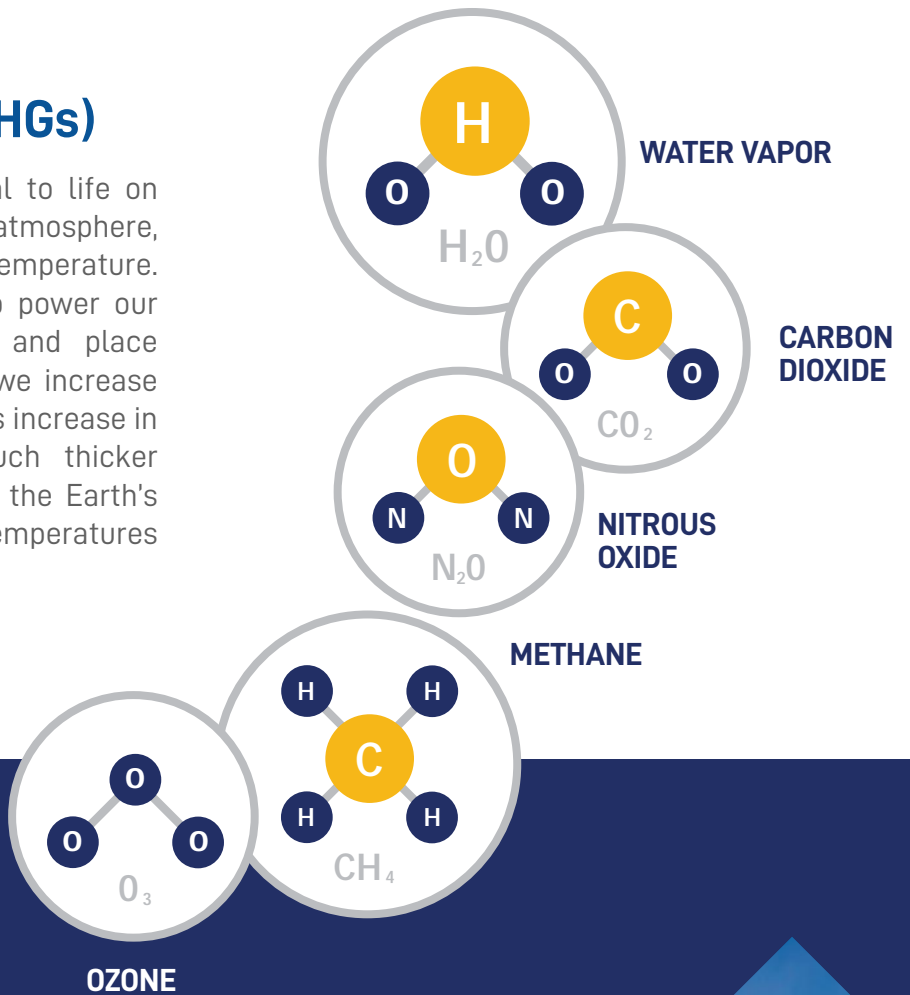 HGs)
al to life on
atmosphere,
emperature.
o power our
and place
we increase
s increase in
uch thicker
the Earth's
emperatures
H
O O
H₂0
WATER VAPOR
C
O O
C0₂
CARBON
DIOXIDE
O
N N
N₂0
NITROUS
OXIDE
METHANE
H H
C
H H
CH₄
O
O O
0₃
OZONE